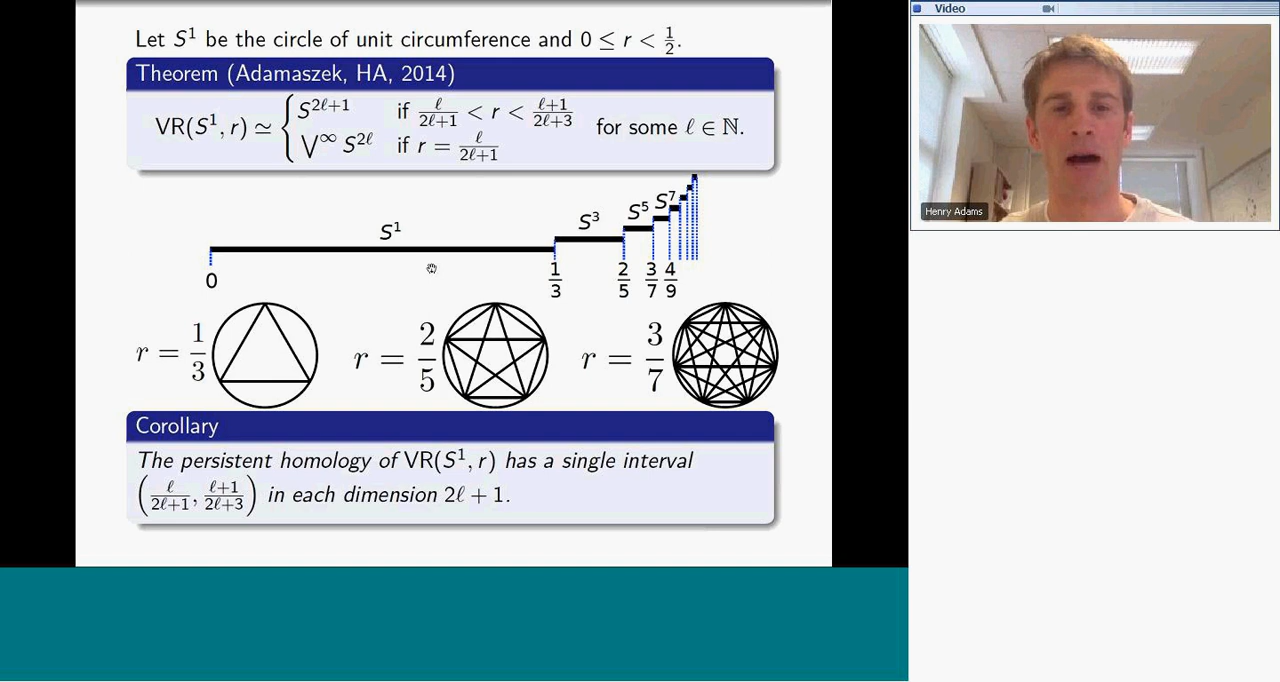 Let S¹ be the circle of unit circumference and 0 ≤ r < 1/2.
Theorem (Adamaszek, HA, 2014)
VR(S¹, r) ≃ { S^{2ℓ+1} if ℓ/(2ℓ+1) < r < (ℓ+1)/(2ℓ+3)
⋁^∞ S^{2ℓ} if r = ℓ/(2ℓ+1)
for some ℓ ∈ ℕ.
S¹ S³ S⁵ S⁷
0 1/3 2/5 3/7 4/9
r = 1/3 r = 2/5 r = 3/7
Corollary
The persistent homology of VR(S¹, r) has a single interval
(ℓ/(2ℓ+1), (ℓ+1)/(2ℓ+3)) in each dimension 2ℓ + 1.
Video
Henry Adams